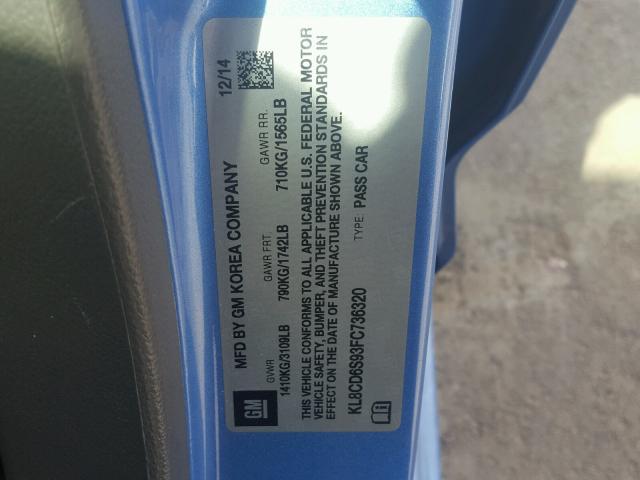 MFD BY GM KOREA COMPANY 12/14
GVWR GAWR FRT GAWR RR.
1410KG/3109LB 790KG/1742LB 710KG/1565LB
THIS VEHICLE CONFORMS TO ALL APPLICABLE U.S. FEDERAL MOTOR
VEHICLE SAFETY, BUMPER, AND THEFT PREVENTION STANDARDS IN
EFFECT ON THE DATE OF MANUFACTURE SHOWN ABOVE.
KL8CD6S93FC736320 TYPE: PASS CAR
GM